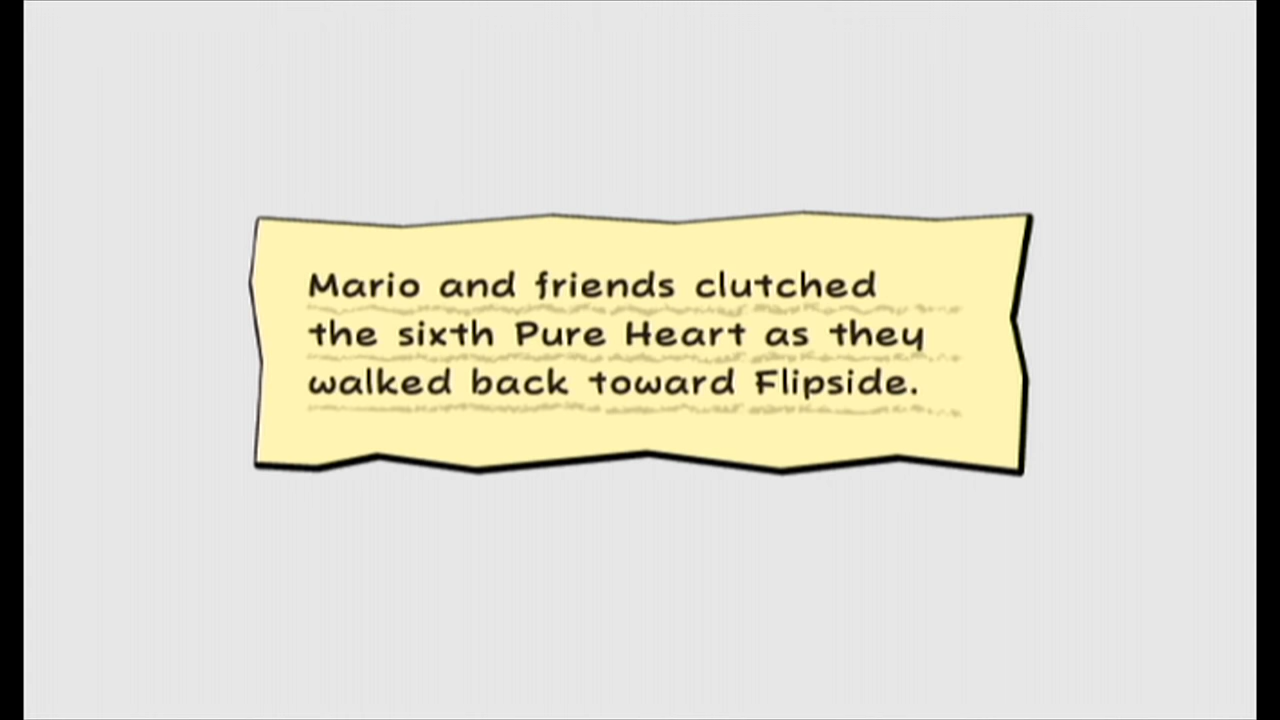 Mario and friends clutched
the sixth Pure Heart as they
walked back toward Flipside.